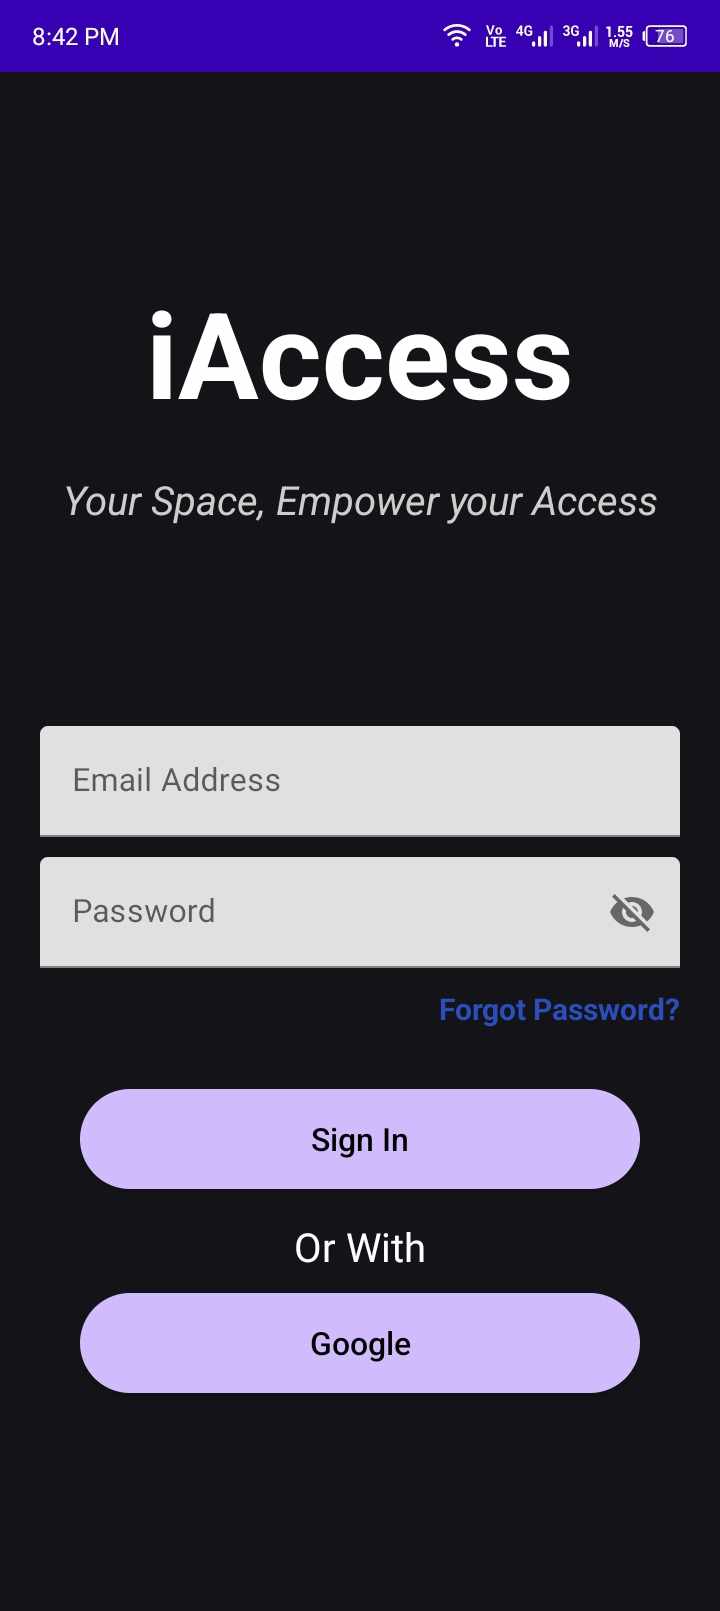 8:42 PM Vo LTE 4G 3G 1.55 M/S 76
iAccess
Your Space, Empower your Access
Email Address
Password
Forgot Password?
Sign In
Or With
Google